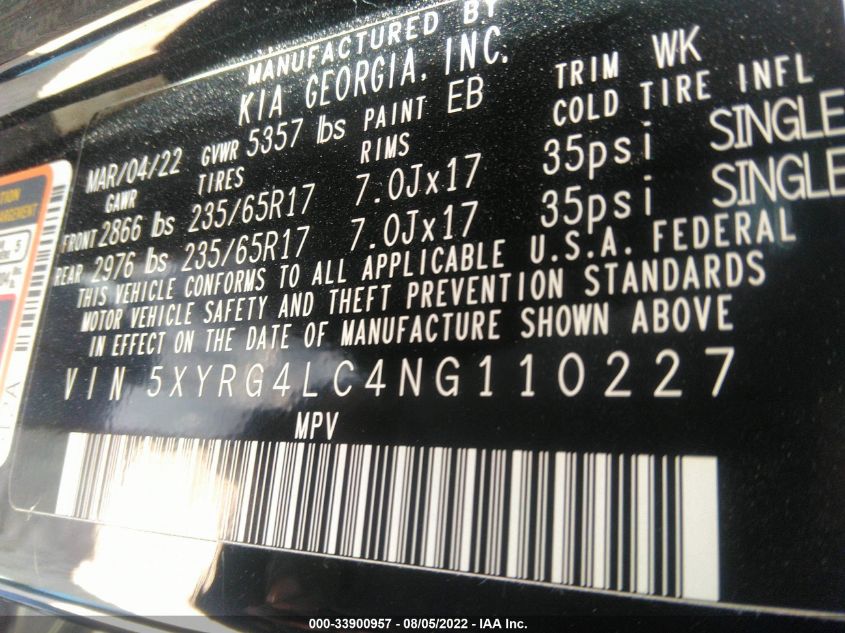 MANUFACTURED BY
KIA GEORGIA, INC.
MAR/04/22 GVWR 5357 lbs PAINT EB TRIM WK
GAWR TIRES RIMS COLD TIRE INFL
FRONT 2866 lbs 235/65R17 7.0Jx17 35psi SINGLE
REAR 2976 lbs 235/65R17 7.0Jx17 35psi SINGLE
THIS VEHICLE CONFORMS TO ALL APPLICABLE U.S.A. FEDERAL
MOTOR VEHICLE SAFETY AND THEFT PREVENTION STANDARDS
IN EFFECT ON THE DATE OF MANUFACTURE SHOWN ABOVE
VIN 5XYRG4LC4NG110227
MPV
5
000-33900957 - 08/05/2022 - IAA Inc.